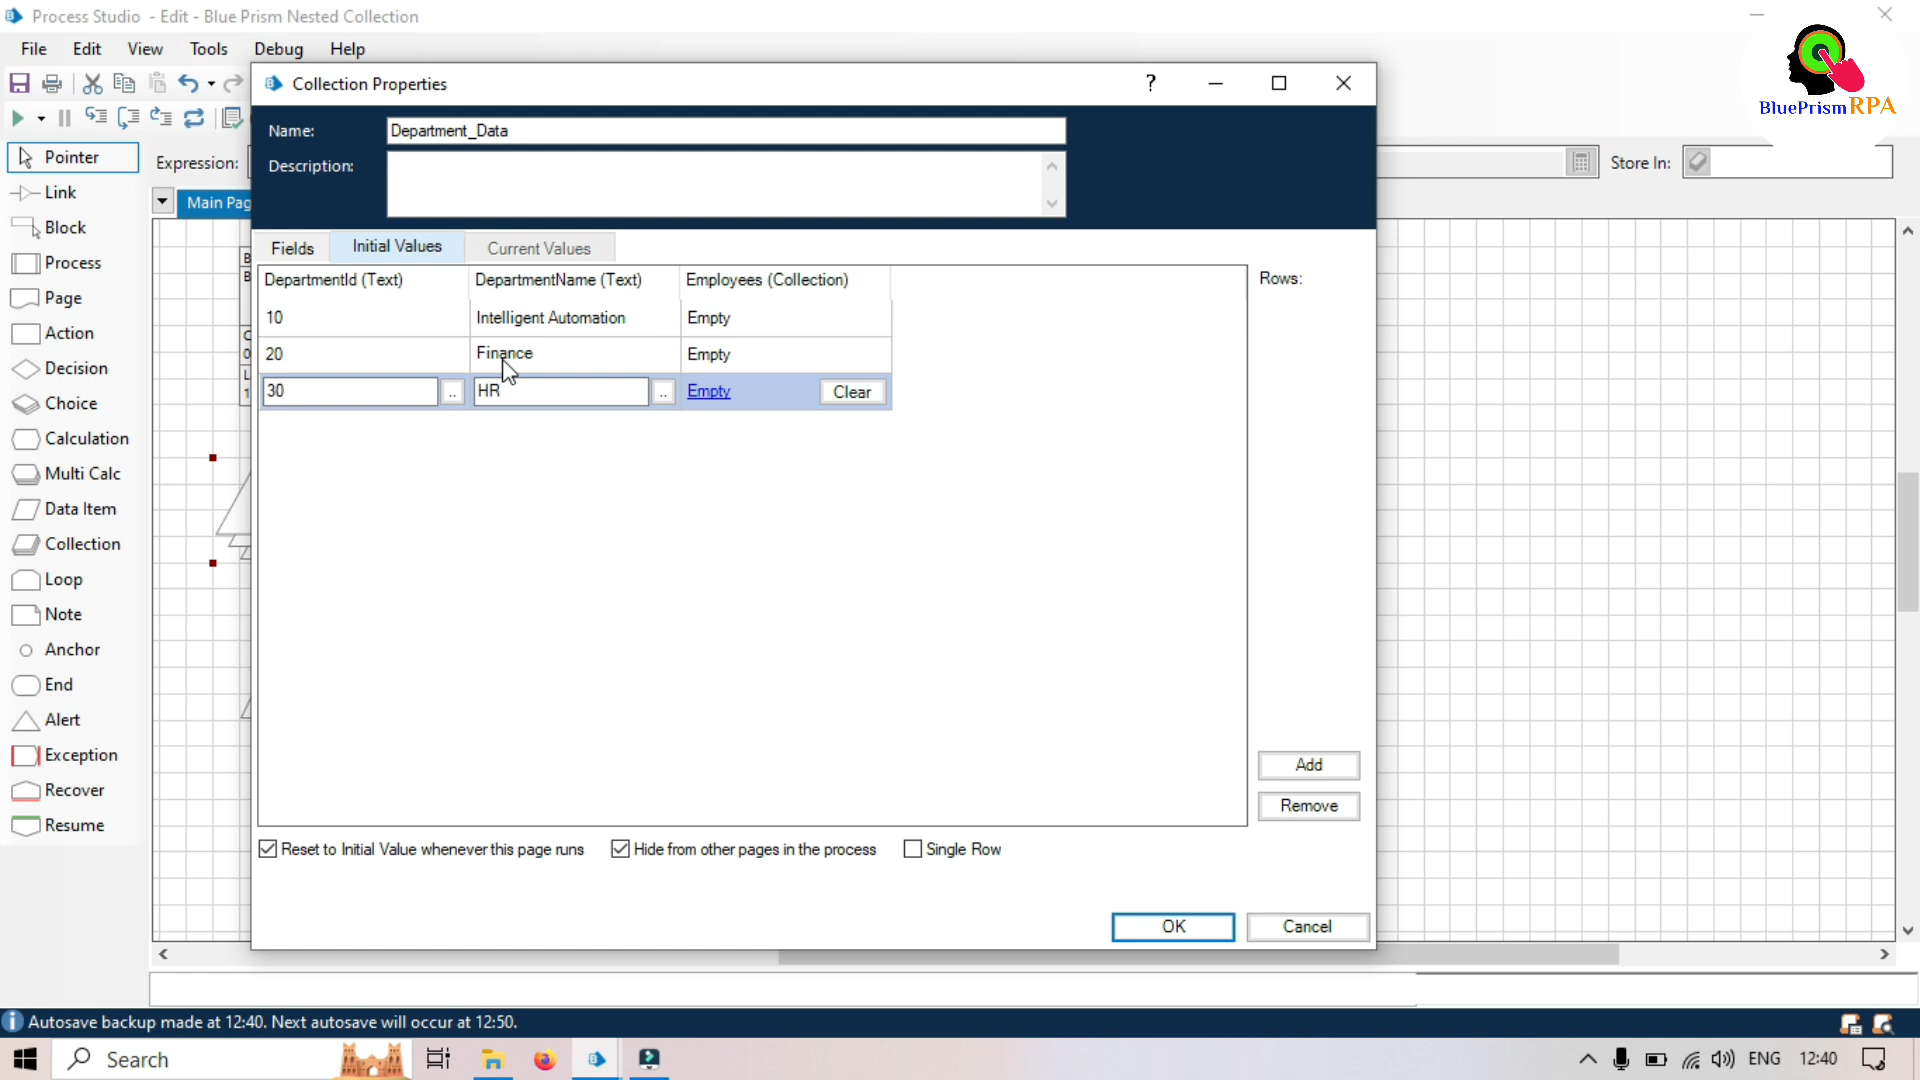 Process Studio - Edit - Blue Prism Nested Collection
File Edit View Tools Debug Help
Collection Properties
?
BluePrism RPA
Name: Department_Data
Description:
Expression:
Store In:
Main Pag
Pointer
Link
Block
Process
Page
Action
Decision
Choice
Calculation
Multi Calc
Data Item
Collection
Loop
Note
Anchor
End
Alert
Exception
Recover
Resume
Fields Initial Values Current Values
DepartmentId (Text) DepartmentName (Text) Employees (Collection)
Rows:
10 Intelligent Automation Empty
20 Finance Empty
30 .. HR .. Empty Clear
Add
Remove
Reset to Initial Value whenever this page runs Hide from other pages in the process Single Row
OK Cancel
Autosave backup made at 12:40. Next autosave will occur at 12:50.
Search
ENG 12:40